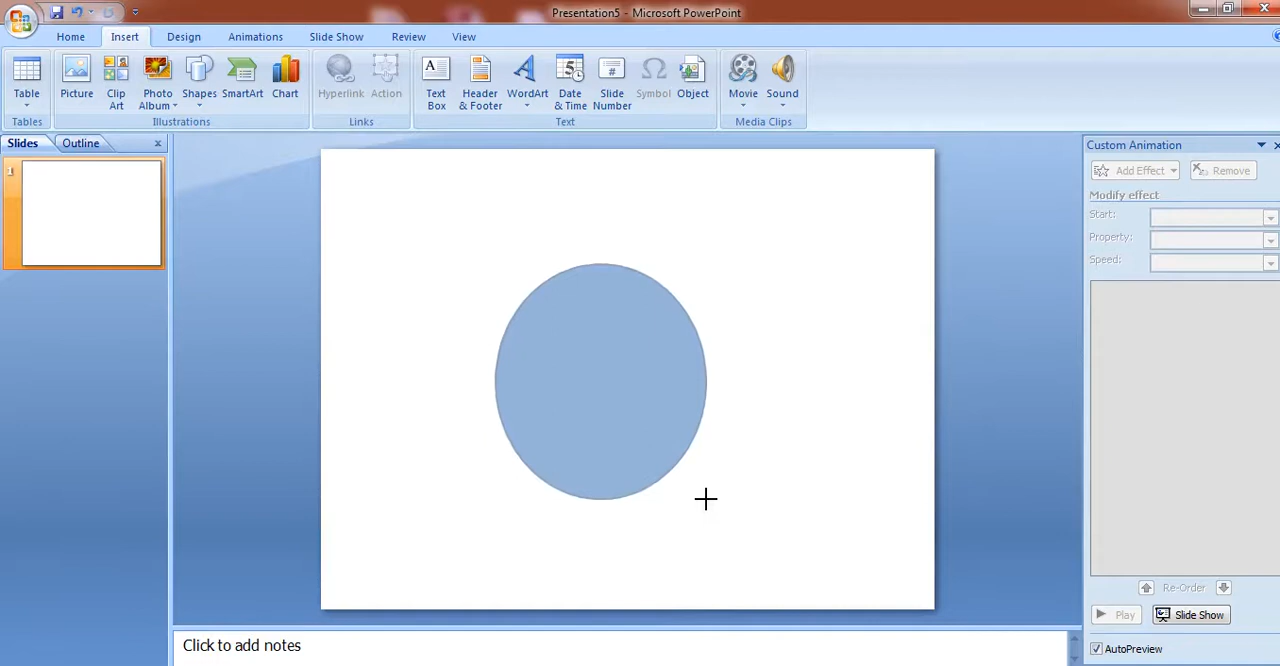 Presentation5 - Microsoft PowerPoint
Home Insert Design Animations Slide Show Review View
Table Picture Clip Art Photo Album Shapes SmartArt Chart Hyperlink Action Text Box Header & Footer WordArt Date & Time Slide Number Symbol Object Movie Sound
Tables Illustrations Links Text Media Clips
Slides Outline
1
Custom Animation
Add Effect Remove
Modify effect
Start:
Property:
Speed:
Re-Order
Play Slide Show
AutoPreview
Click to add notes